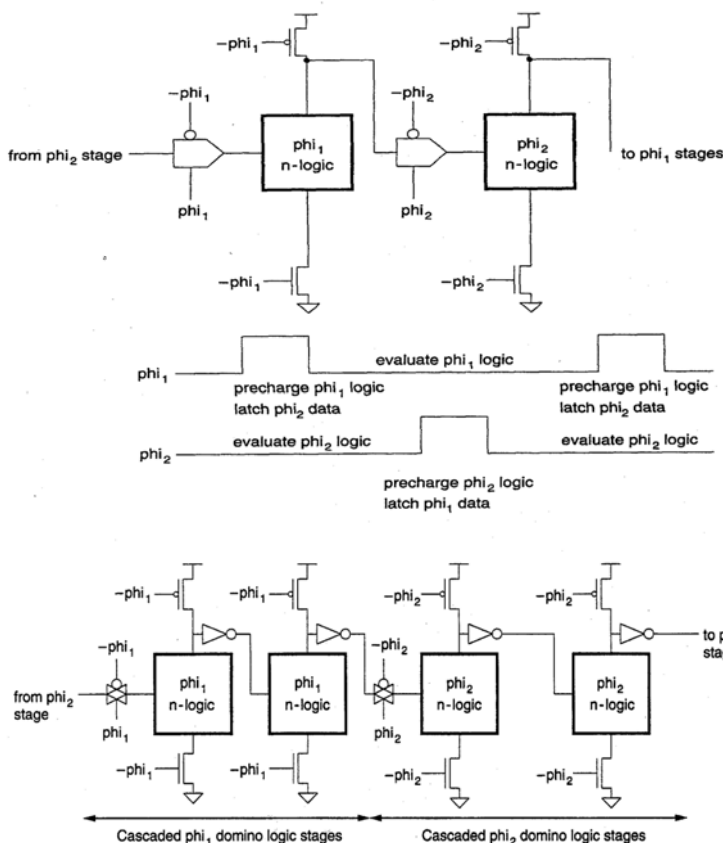 –phi₁
–phi₂
–phi₁
–phi₂
from phi₂ stage
phi₁
n-logic
phi₂
n-logic
to phi₁ stages
phi₁
phi₂
–phi₁
–phi₂
phi₁
evaluate phi₁ logic
precharge phi₁ logic
latch phi₂ data
precharge phi₁ logic
latch phi₂ data
phi₂
evaluate phi₂ logic
evaluate phi₂ logic
precharge phi₂ logic
latch phi₁ data
–phi₁
–phi₁
–phi₂
–phi₂
–phi₁
–phi₂
to p
from phi₂
stage
phi₁
n-logic
phi₁
n-logic
phi₂
n-logic
phi₂
n-logic
phi₁
phi₂
–phi₁
–phi₁
–phi₂
–phi₂
Cascaded phi₁ domino logic stages
Cascaded phi₂ domino logic stages